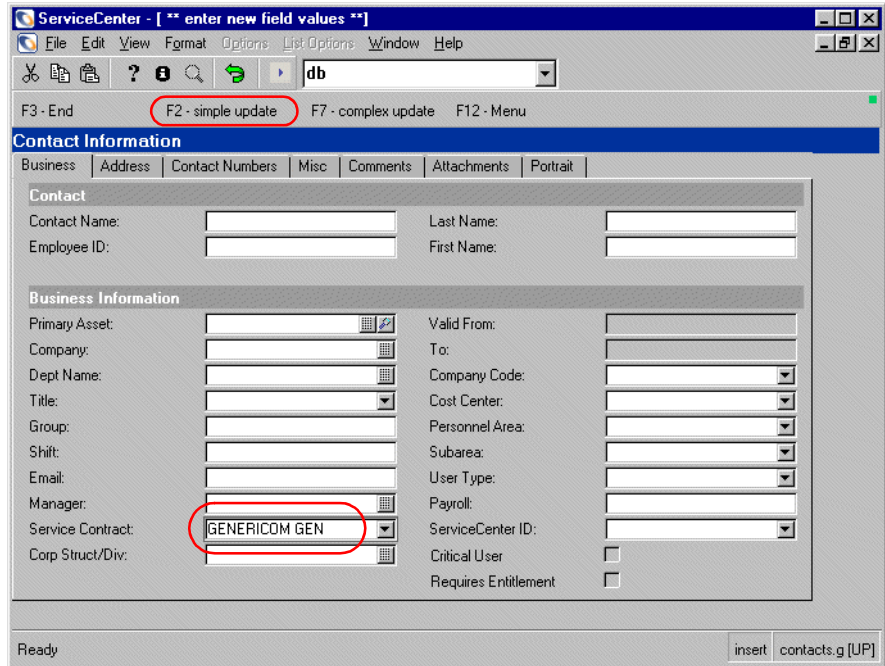 ServiceCenter - [ ** enter new field values **]
File Edit View Format Options List Options Window Help
db
F3 - End F2 - simple update F7 - complex update F12 - Menu
Contact Information
Business Address Contact Numbers Misc Comments Attachments Portrait
Contact
Contact Name: Last Name:
Employee ID: First Name:
Business Information
Primary Asset: Valid From:
Company: To:
Dept Name: Company Code:
Title: Cost Center:
Group: Personnel Area:
Shift: Subarea:
Email: User Type:
Manager: Payroll:
Service Contract: GENERICOM GEN ServiceCenter ID:
Corp Struct/Div: Critical User
Requires Entitlement
Ready insert contacts.g [UP]